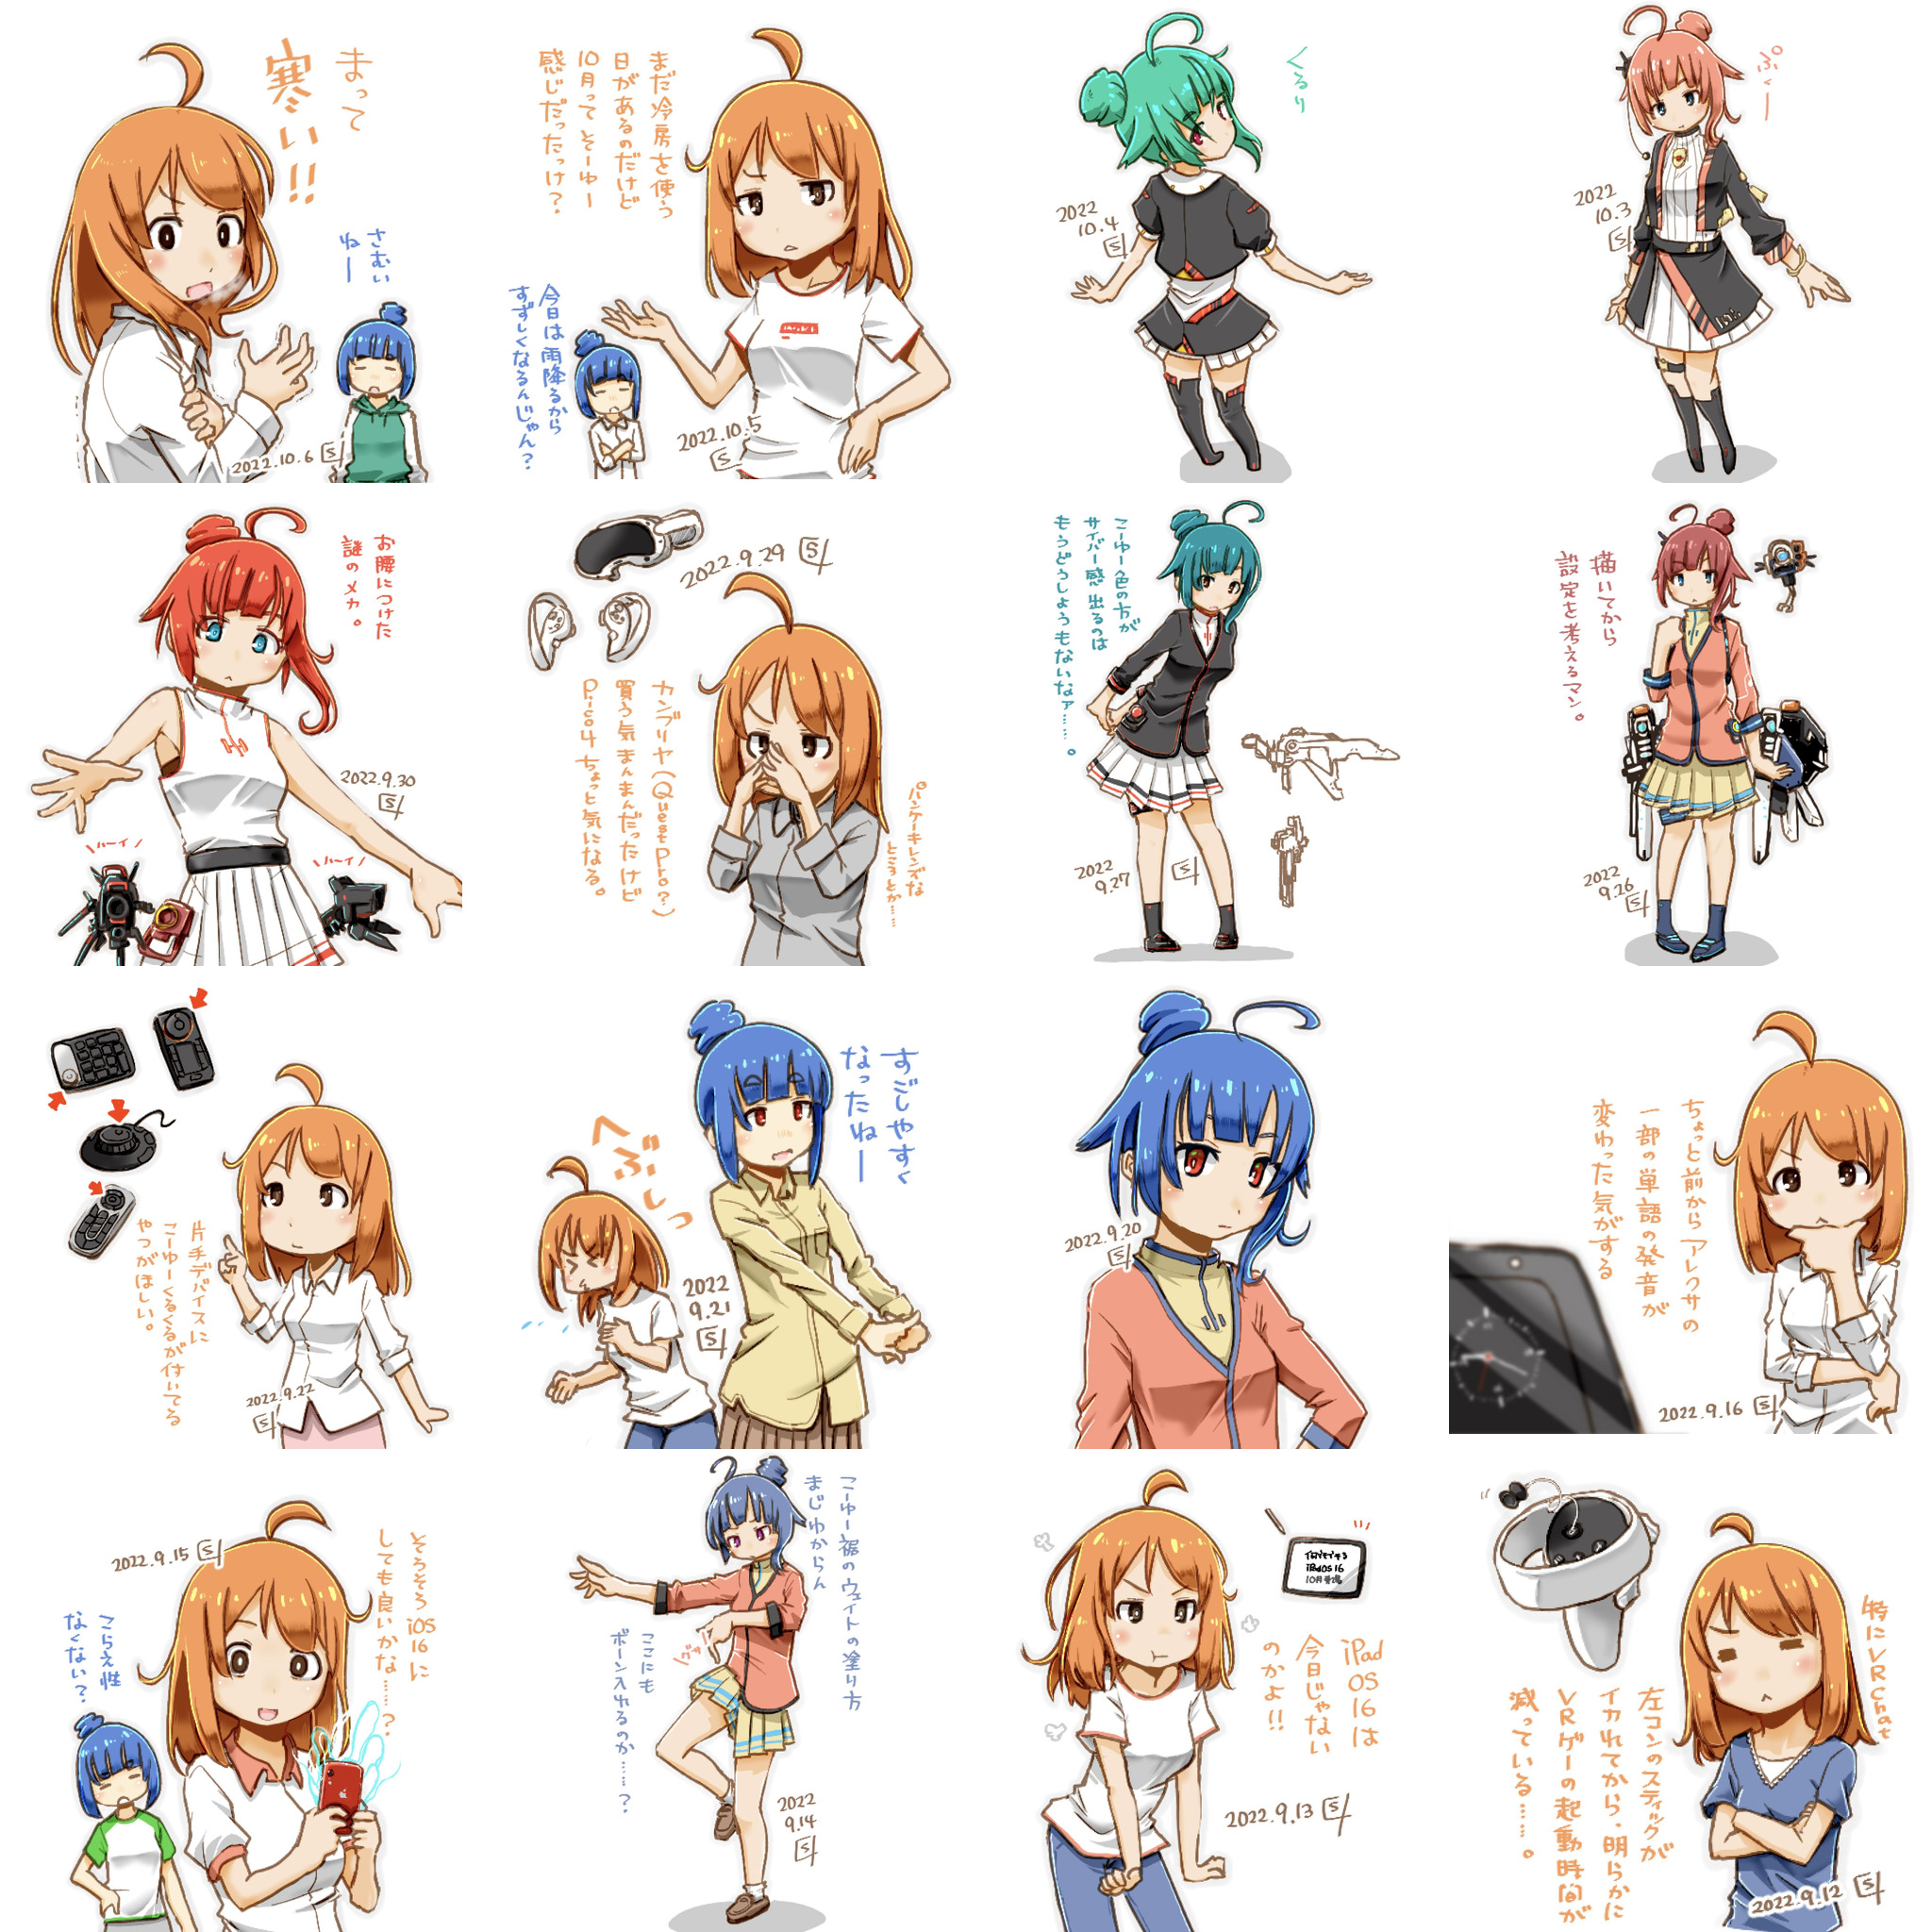 まって
寒い!!
さむい
ねー
2022.10.6
まだ冷房を使う
日があるのだけど
10月ってそーゆー
感じだったっけ?
今日は雨降るから
すずしくなるんじゃん?
2022.10.5
くるり
2022
10.4
ぷくー
2022
10.3
お腰につけた
謎のメカ。
2022.9.30
\ハーイ/
\ハーイ/
2022.9.29
カンブリヤ(Quest Pro?)
買う気まんまんだったけど
Pico4 ちょっと気になる。
パンケーキレンズな
ところとか……
こーゆー色の方が
サイバー感出るのは
もうどうしようもないなァ……。
2022
9.27
描いてから
設定を考えるマン。
2022
9.26
片手デバイスに
こーゆーくるくるが付いてる
やつがほしい。
2022.9.22
すごしやすく
なったねー
へぶしっ
2022
9.21
2022.9.20
ちょっと前からアレクサの
一部の単語の発音が
変わった気がする
2022.9.16
2022.9.15
そろそろiOS
16に
しても良いかな……?
こらえ性
なくない?
こーゆー裾のウェイトの塗り方
まじわからん
\グッ/
ここにも
ボーン入れるのか……?
2022
9.14
iPadOS16
10月登場
iPad
OS
16は
今日じゃない
のかよ!!
2022.9.13
特にVRChat
左コンのスティックが
イカれてから、明らかに
VRゲーの起動時間が
減っている……。
2022.9.12